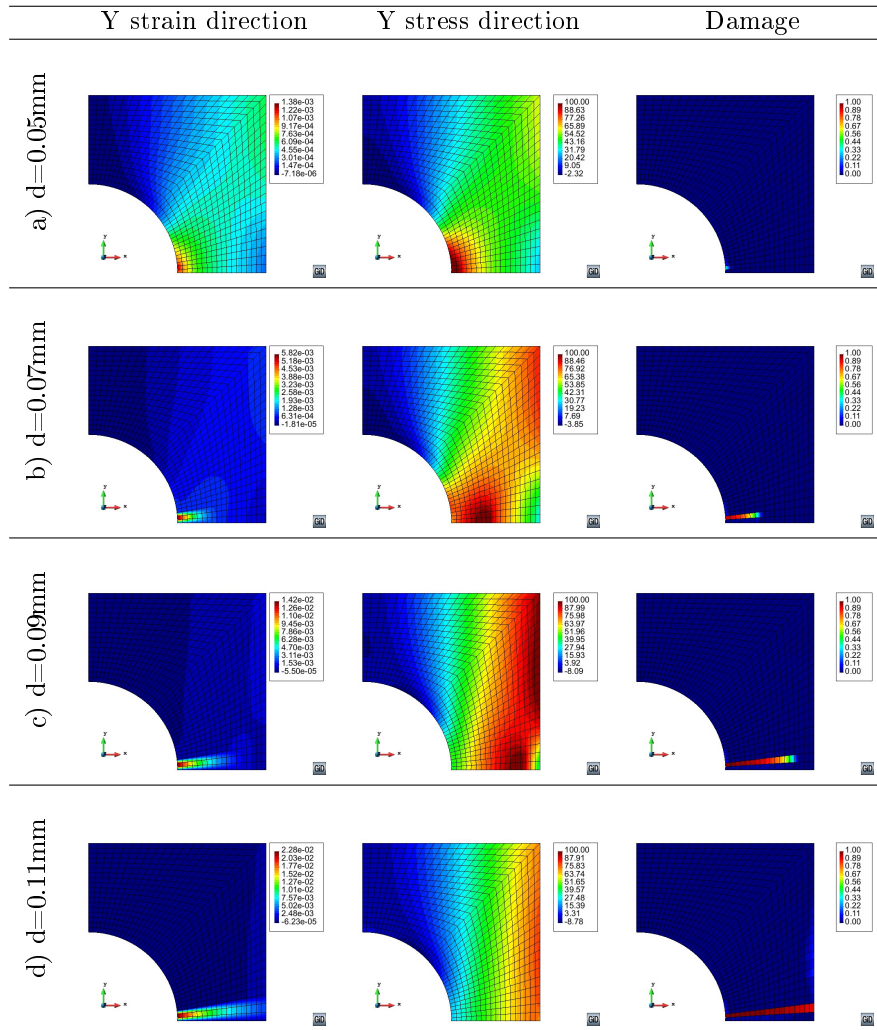 Y strain direction Y stress direction Damage
a) d=0.05mm
1.38e-03
1.22e-03
1.07e-03
9.17e-04
7.63e-04
6.09e-04
4.55e-04
3.01e-04
1.47e-04
-7.18e-06
y
x
GiD
100.00
88.63
77.26
65.89
54.52
43.16
31.79
20.42
9.05
-2.32
y
x
GiD
1.00
0.89
0.78
0.67
0.56
0.44
0.33
0.22
0.11
0.00
y
x
GiD
b) d=0.07mm
5.82e-03
5.18e-03
4.53e-03
3.88e-03
3.23e-03
2.58e-03
1.93e-03
1.28e-03
6.31e-04
-1.81e-05
y
x
GiD
100.00
88.46
76.92
65.38
53.85
42.31
30.77
19.23
7.69
-3.85
y
x
GiD
1.00
0.89
0.78
0.67
0.56
0.44
0.33
0.22
0.11
0.00
y
x
GiD
c) d=0.09mm
1.42e-02
1.26e-02
1.10e-02
9.45e-03
7.86e-03
6.28e-03
4.70e-03
3.11e-03
1.53e-03
-5.50e-05
y
x
GiD
100.00
87.99
75.98
63.97
51.96
39.95
27.94
15.93
3.92
-8.09
y
x
GiD
1.00
0.89
0.78
0.67
0.56
0.44
0.33
0.22
0.11
0.00
y
x
GiD
d) d=0.11mm
2.28e-02
2.03e-02
1.77e-02
1.52e-02
1.27e-02
1.01e-02
7.57e-03
5.02e-03
2.48e-03
-6.23e-05
y
x
GiD
100.00
87.91
75.83
63.74
51.65
39.57
27.48
15.39
3.31
-8.78
y
x
GiD
1.00
0.89
0.78
0.67
0.56
0.44
0.33
0.22
0.11
0.00
y
x
GiD